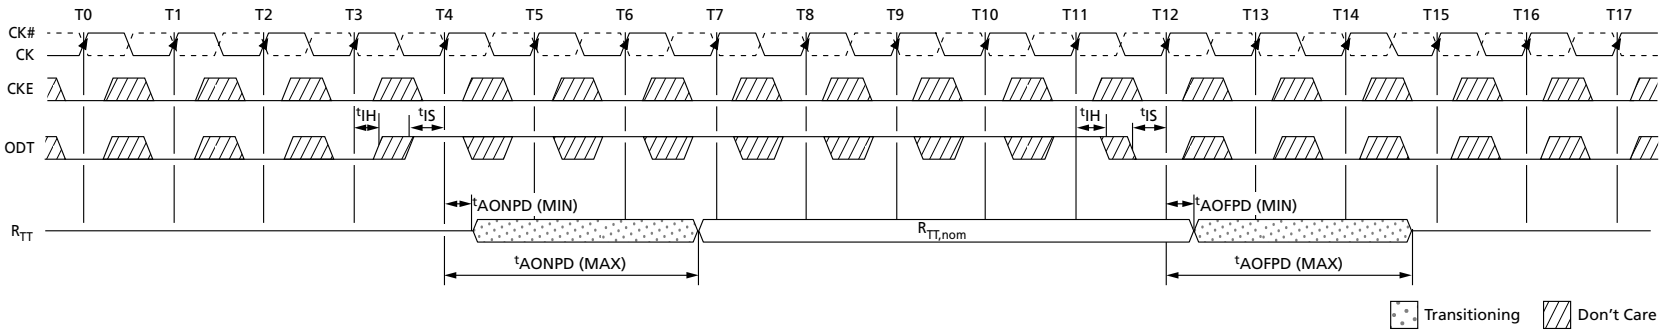 T0 T1 T2 T3 T4 T5 T6 T7 T8 T9 T10 T11 T12 T13 T14 T15 T16 T17
CK#
CK
CKE
tIH tIS tIH tIS
ODT
tAONPD (MIN) tAOFPD (MIN)
RTT RTT,nom
tAONPD (MAX) tAOFPD (MAX)
Transitioning Don't Care